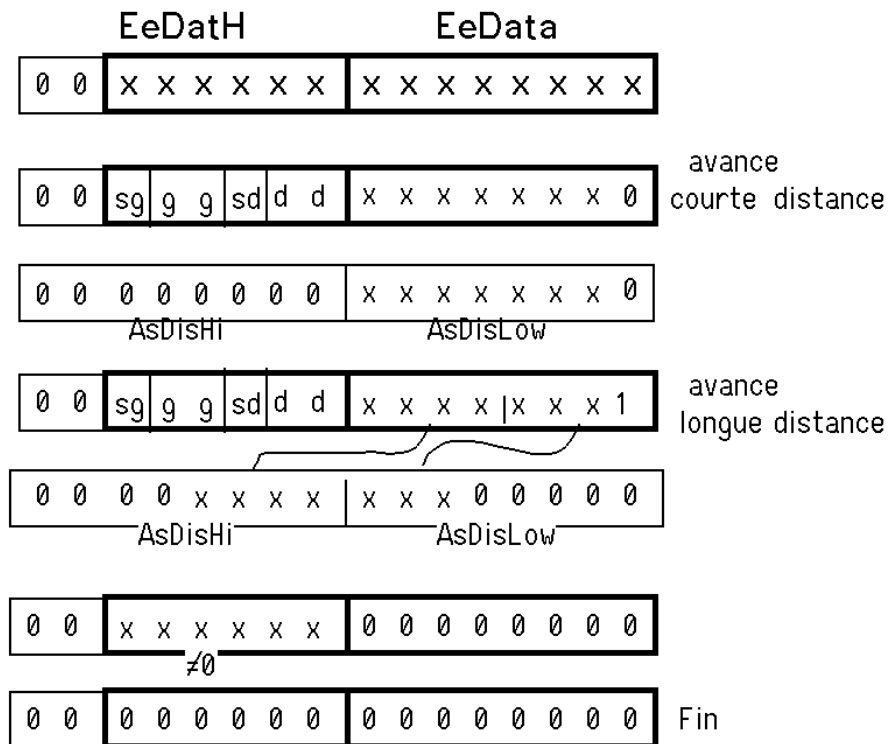 EeDatH EeData
0 0 x x x x x x x x x x x x x x
avance
0 0 sg g g sd d d x x x x x x x 0 courte distance
0 0 0 0 0 0 0 0 x x x x x x x 0
AsDisHi AsDisLow
avance
0 0 sg g g sd d d x x x x |x x x 1
longue distance
0 0 0 0 x x x x x x x 0 0 0 0 0
AsDisHi AsDisLow
0 0 x x x x x x 0 0 0 0 0 0 0 0
≠0
0 0 0 0 0 0 0 0 0 0 0 0 0 0 0 0 Fin